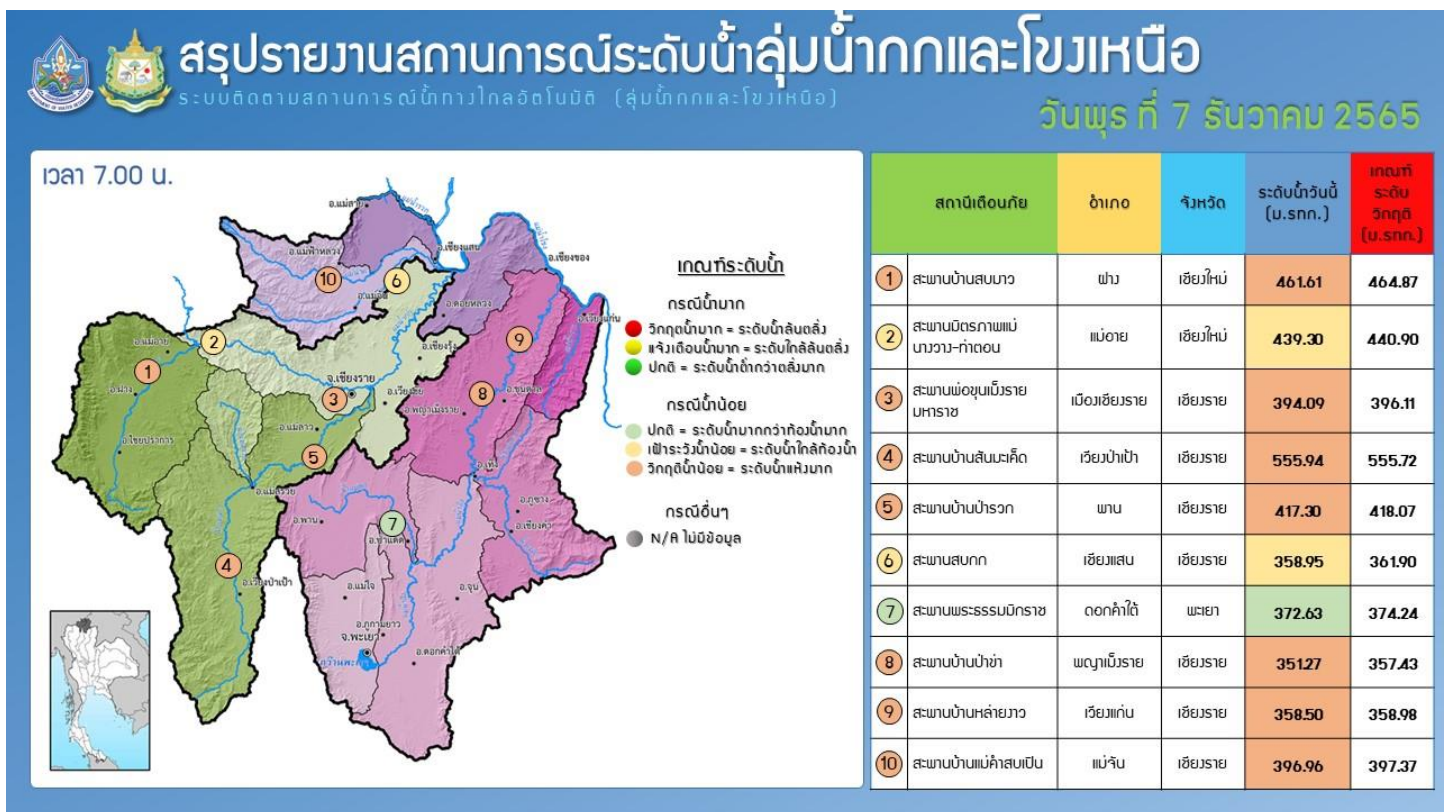 สรุปรายงานสถานการณ์ระดับน้ำลุ่มน้ำกกและโขงเหนือ
ระบบติดตามสถานการณ์น้ำทางไกลอัตโนมัติ (ลุ่มน้ำกกและโขงเหนือ)
วันพุธ ที่ 7 ธันวาคม 2565
เวลา 7.00 น.
อ.แม่สาย
แม่น้ำรวก
อ.แม่ฟ้าหลวง
อ.เชียงแสน
แม่น้ำโขง
อ.เชียงของ
10
6
อ.ดอยหลวง
อ.เวียงแก่น
9
2
อ.แม่อาย
1
อ.ฝาง
อ.เชียงรุ้ง
จ.เชียงราย
3
8
อ.ขุนตาล
อ.พญาเม็งราย
อ.แม่ลาว
อ.ไชยปราการ
5
อ.เทิง
อ.แม่สรวย
อ.ภูซาง
อ.พาน
7
อ.ป่าแดด
อ.เชียงคำ
4
อ.เวียงป่าเป้า
อ.แม่ใจ
อ.จุน
อ.ภูกามยาว
จ.พะเยา
กว๊านพะเยา
อ.ดอกคำใต้
เกณฑ์ระดับน้ำ
กรณีน้ำมาก
วิกฤตน้ำมาก = ระดับน้ำล้นตลิ่ง
แจ้งเตือนน้ำมาก = ระดับใกล้ล้นตลิ่ง
ปกติ = ระดับน้ำต่ำกว่าตลิ่งมาก
กรณีน้ำน้อย
ปกติ = ระดับน้ำมากกว่าท้องน้ำมาก
เฝ้าระวังน้ำน้อย = ระดับน้ำใกล้ท้องน้ำ
วิกฤติน้ำน้อย = ระดับน้ำแห้งมาก
กรณีอื่นๆ
N/A ไม่มีข้อมูล
สถานีเตือนภัย อำเภอ จังหวัด ระดับน้ำวันนี้ (ม.รทก.) เกณฑ์ระดับวิกฤติ (ม.รทก.)
1 สะพานบ้านสบมาว ฝาง เชียงใหม่ 461.61 464.87
2 สะพานมิตรภาพแม่นางวาง-ท่าตอน แม่อาย เชียงใหม่ 439.30 440.90
3 สะพานพ่อขุนเม็งรายมหาราช เมืองเชียงราย เชียงราย 394.09 396.11
4 สะพานบ้านสันมะเค็ด เวียงป่าเป้า เชียงราย 555.94 555.72
5 สะพานบ้านป่ารวก พาน เชียงราย 417.30 418.07
6 สะพานสบกก เชียงแสน เชียงราย 358.95 361.90
7 สะพานพระธรรมมิกราช ดอกคำใต้ พะเยา 372.63 374.24
8 สะพานบ้านป่าข่า พญาเม็งราย เชียงราย 351.27 357.43
9 สะพานบ้านหล่ายงาว เวียงแก่น เชียงราย 358.50 358.98
10 สะพานบ้านแม่คำสบเปิน แม่จัน เชียงราย 396.96 397.37